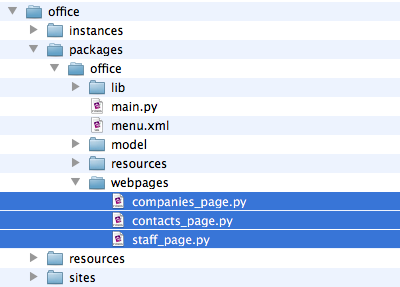 office
instances
packages
office
lib
main.py
menu.xml
model
resources
webpages
companies_page.py
contacts_page.py
staff_page.py
resources
sites